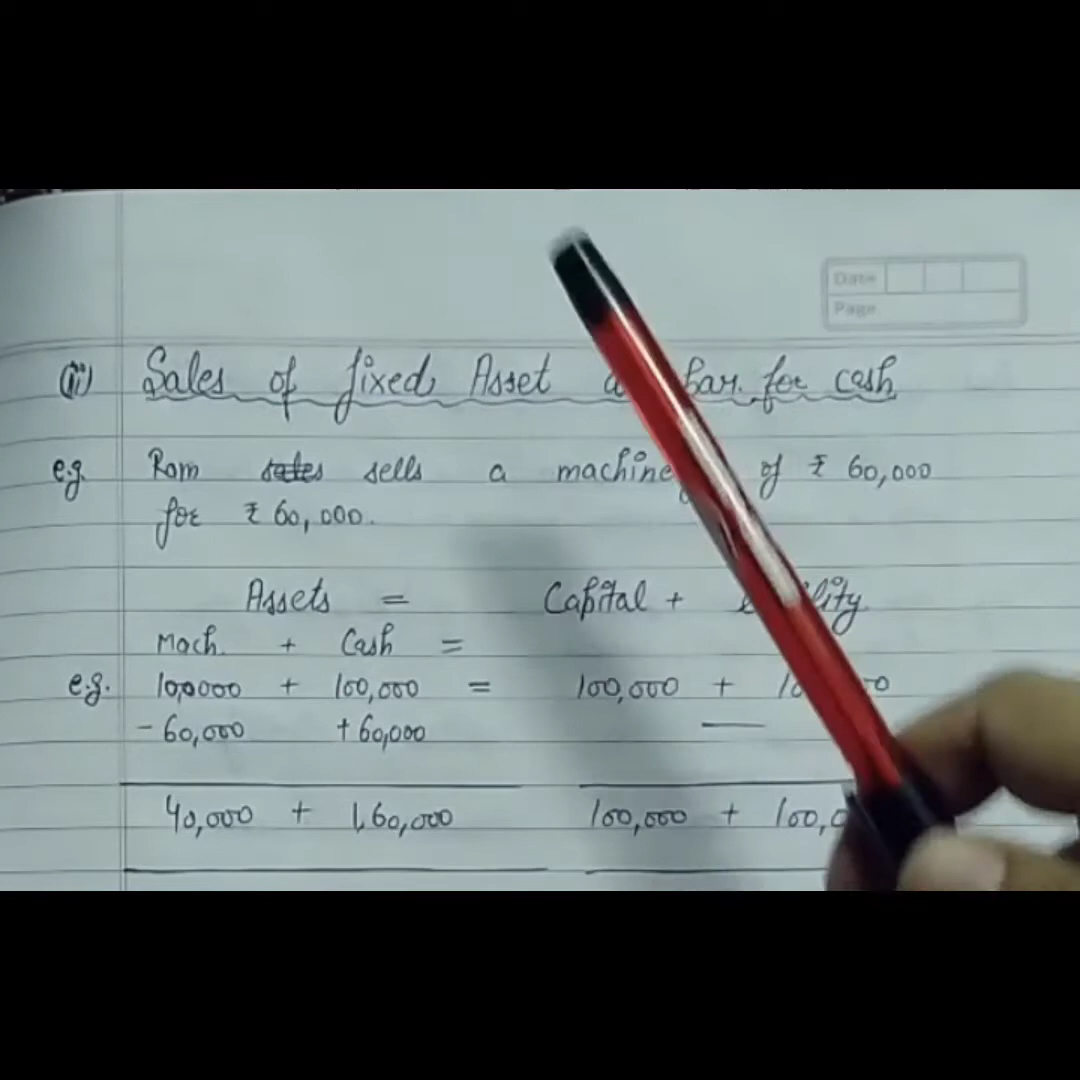 Date
Page
(ii) Sales of fixed Asset for cash
e.g. Ram sales sells a machine of ₹ 60,000
for ₹ 60,000.
Assets = Capital +
Mach. + Cash =
e.g. 100000 + 100,000 = 100,000 +
- 60,000 + 60,000 —
40,000 + 1,60,000 100,000 +